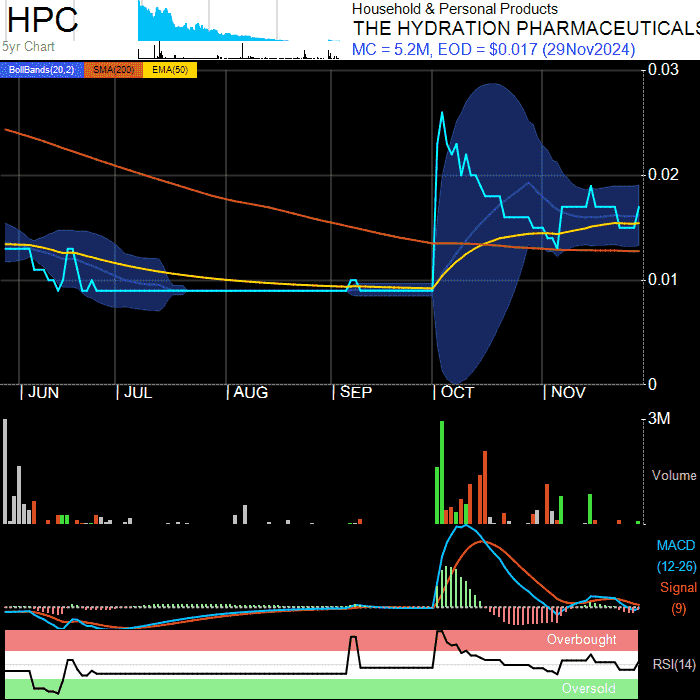 HPC
5yr Chart
Household & Personal Products
THE HYDRATION PHARMACEUTICALS
MC = 5.2M, EOD = $0.017 (29Nov2024)
BollBands(20,2) SMA(200) EMA(50)
0.03
0.02
0.01
0
JUN JUL AUG SEP OCT NOV
3M
Volume
MACD
(12-26)
Signal
(9)
Overbought
RSI(14)
Oversold